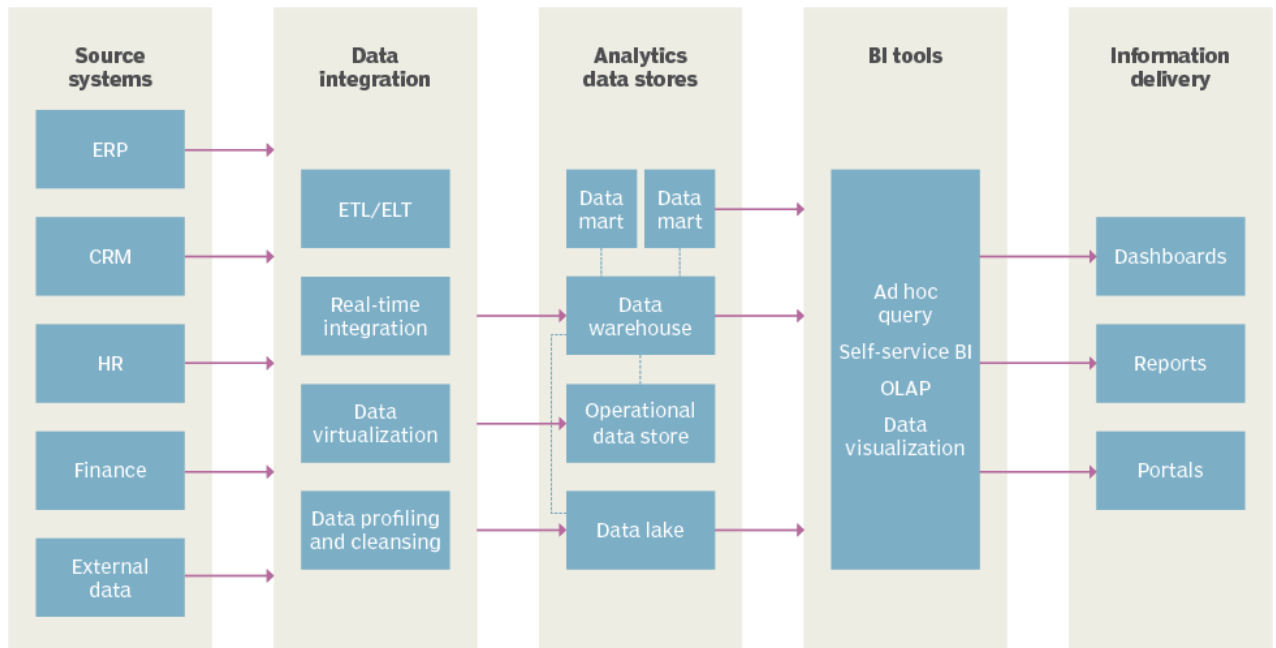 Source
systems
ERP
CRM
HR
Finance
External
data
Data
integration
ETL/ELT
Real-time
integration
Data
virtualization
Data profiling
and cleansing
Analytics
data stores
Data
mart
Data
mart
Data
warehouse
Operational
data store
Data lake
BI tools
Ad hoc
query
Self-service BI
OLAP
Data
visualization
Information
delivery
Dashboards
Reports
Portals